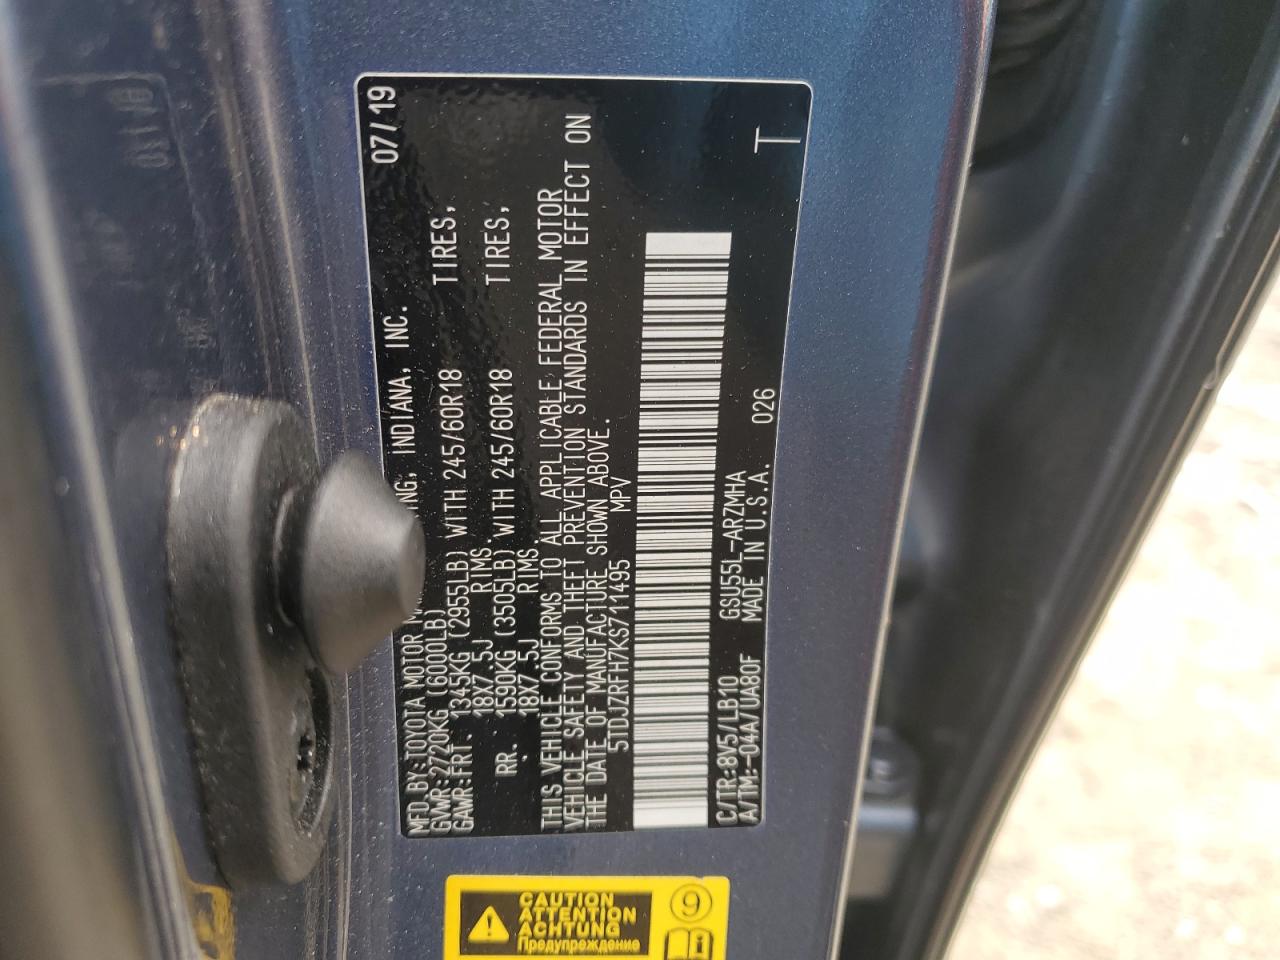 MFD. BY: TOYOTA MOTOR INDIANA, INC. 07/19
GVWR: 2720KG (6000LB)
GAWR: FRT. 1345KG (2955LB) WITH 245/60R18 TIRES,
18X7.5J RIMS.
RR. 1590KG (3505LB) WITH 245/60R18 TIRES,
18X7.5J RIMS.
THIS VEHICLE CONFORMS TO ALL APPLICABLE FEDERAL MOTOR
VEHICLE SAFETY AND THEFT PREVENTION STANDARDS IN EFFECT ON
THE DATE OF MANUFACTURE SHOWN ABOVE.
5TDJZRFH7KS711495 MPV
C/TR: 8V5/LB10 GSU55L-ARZMHA
A/TM: -04A/UA80F MADE IN U.S.A. 026
T
CAUTION
ATTENTION
ACHTUNG
Предупреждение
9